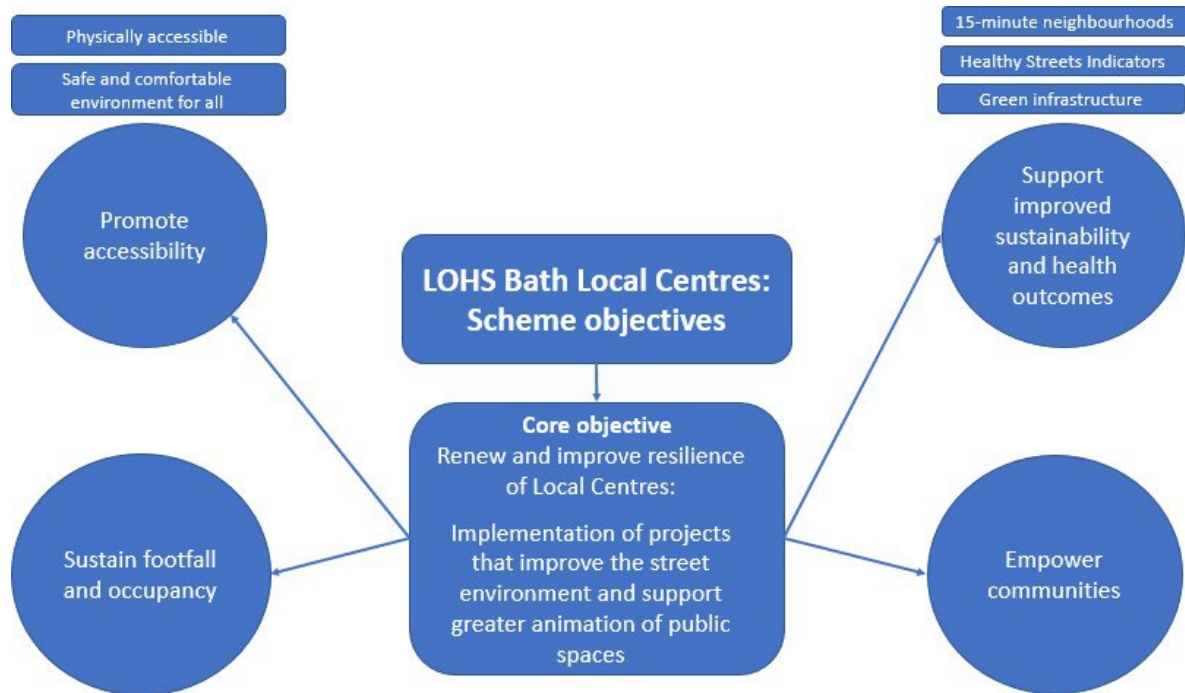 Physically accessible
Safe and comfortable
environment for all
Promote
accessibility
15-minute neighbourhoods
Healthy Streets Indicators
Green infrastructure
Support
improved
sustainability
and health
outcomes
LOHS Bath Local Centres:
Scheme objectives
Core objective
Renew and improve resilience
of Local Centres:
Implementation of projects
that improve the street
environment and support
greater animation of public
spaces
Sustain footfall
and occupancy
Empower
communities